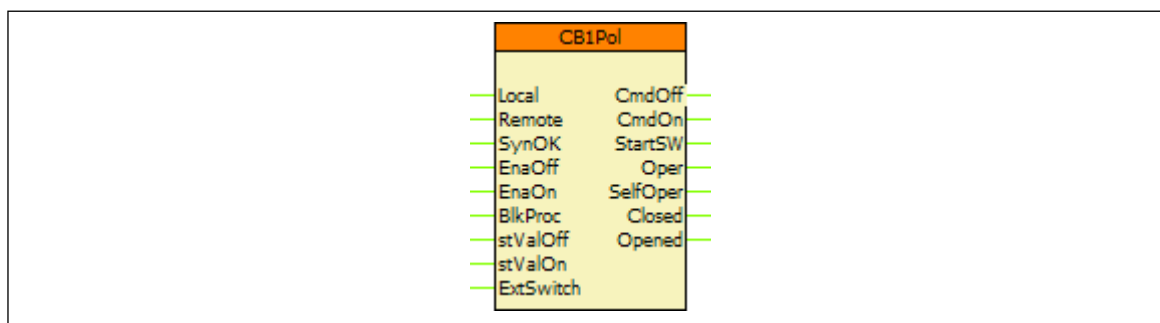 CB1Pol
Local CmdOff
Remote CmdOn
SynOK StartSW
EnaOff Oper
EnaOn SelfOper
BlkProc Closed
stValOff Opened
stValOn
ExtSwitch